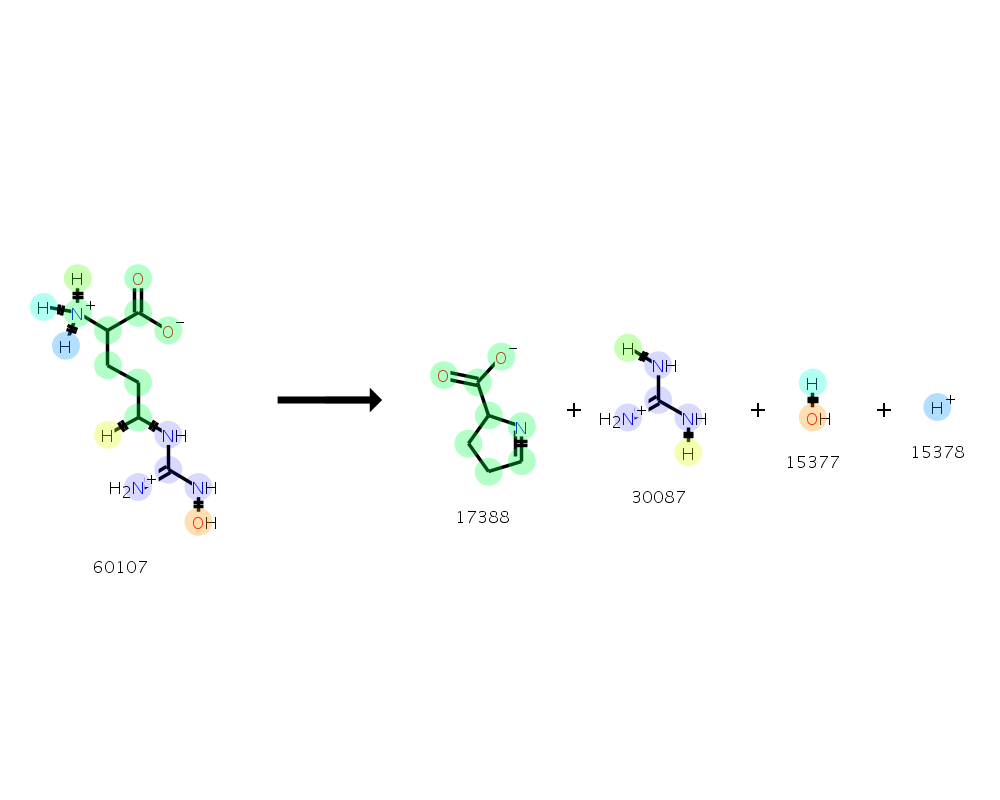 H
O
H
N+
H
O−
H
NH
H2N+
NH
OH
60107
O
O−
N
17388
+
H
NH
H2N+
NH
H
30087
+
H
OH
15377
+
H+
15378